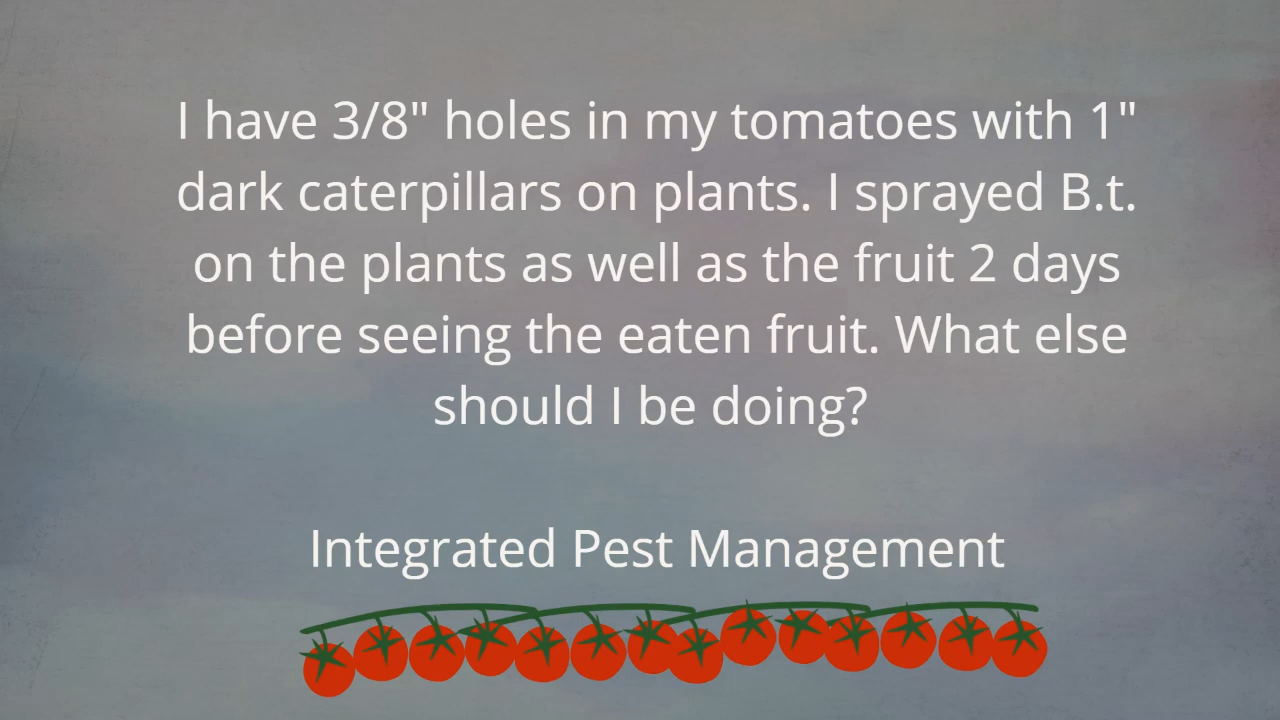 I have 3/8" holes in my tomatoes with 1"
dark caterpillars on plants. I sprayed B.t.
on the plants as well as the fruit 2 days
before seeing the eaten fruit. What else
should I be doing?
Integrated Pest Management